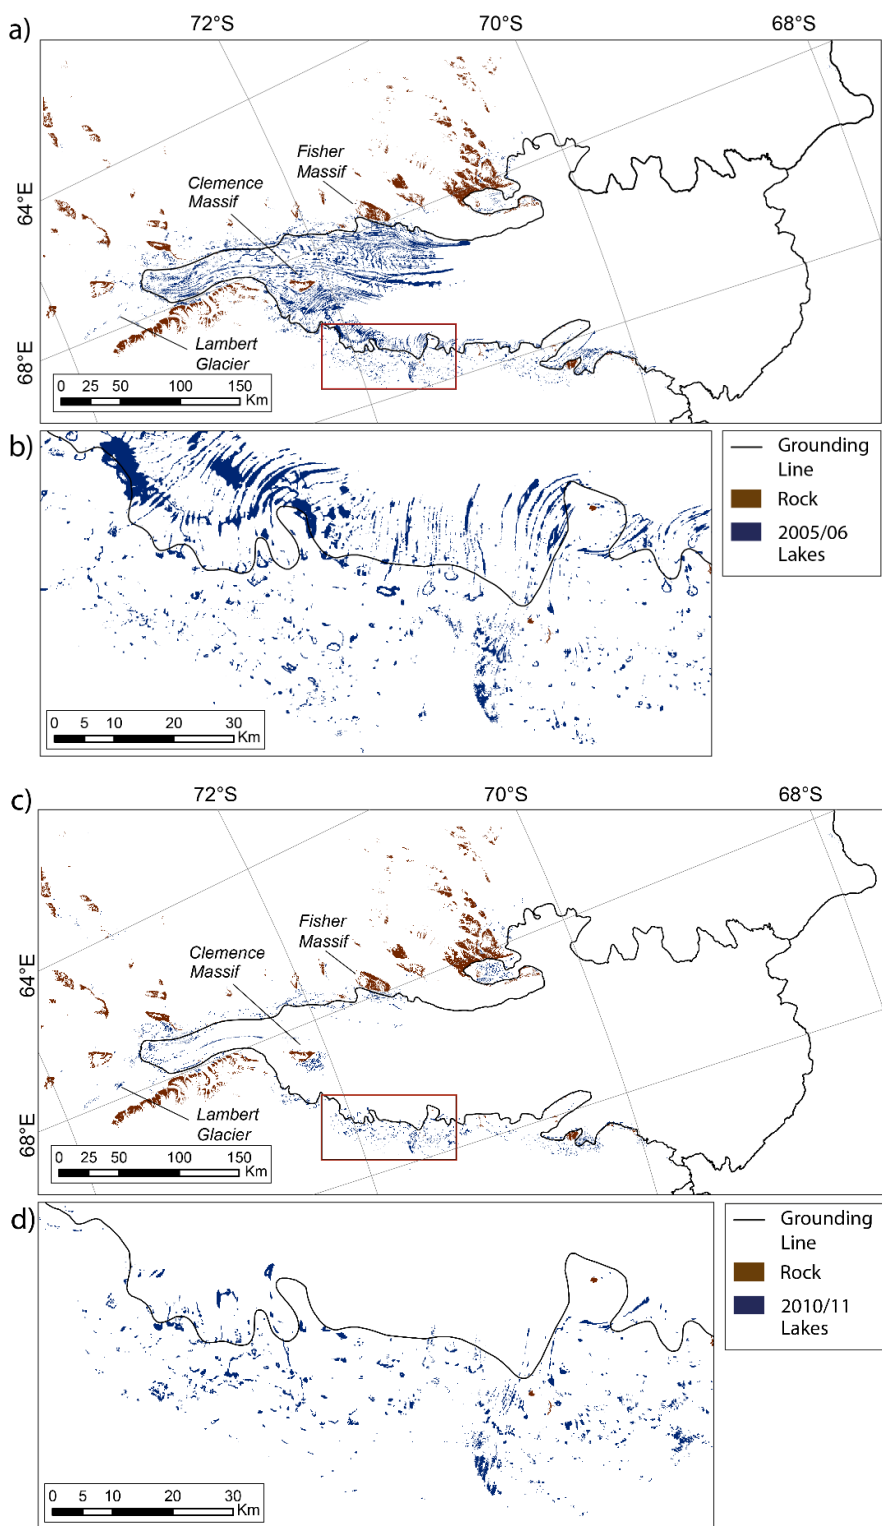 a)
72°S
70°S
68°S
64°E
68°E
Fisher
Massif
Clemence
Massif
Lambert
Glacier
0 25 50 100 150
Km
b)
0 5 10 20 30
Km
Grounding
Line
Rock
2005/06
Lakes
c)
72°S
70°S
68°S
64°E
68°E
Fisher
Massif
Clemence
Massif
Lambert
Glacier
0 25 50 100 150
Km
d)
0 5 10 20 30
Km
Grounding
Line
Rock
2010/11
Lakes